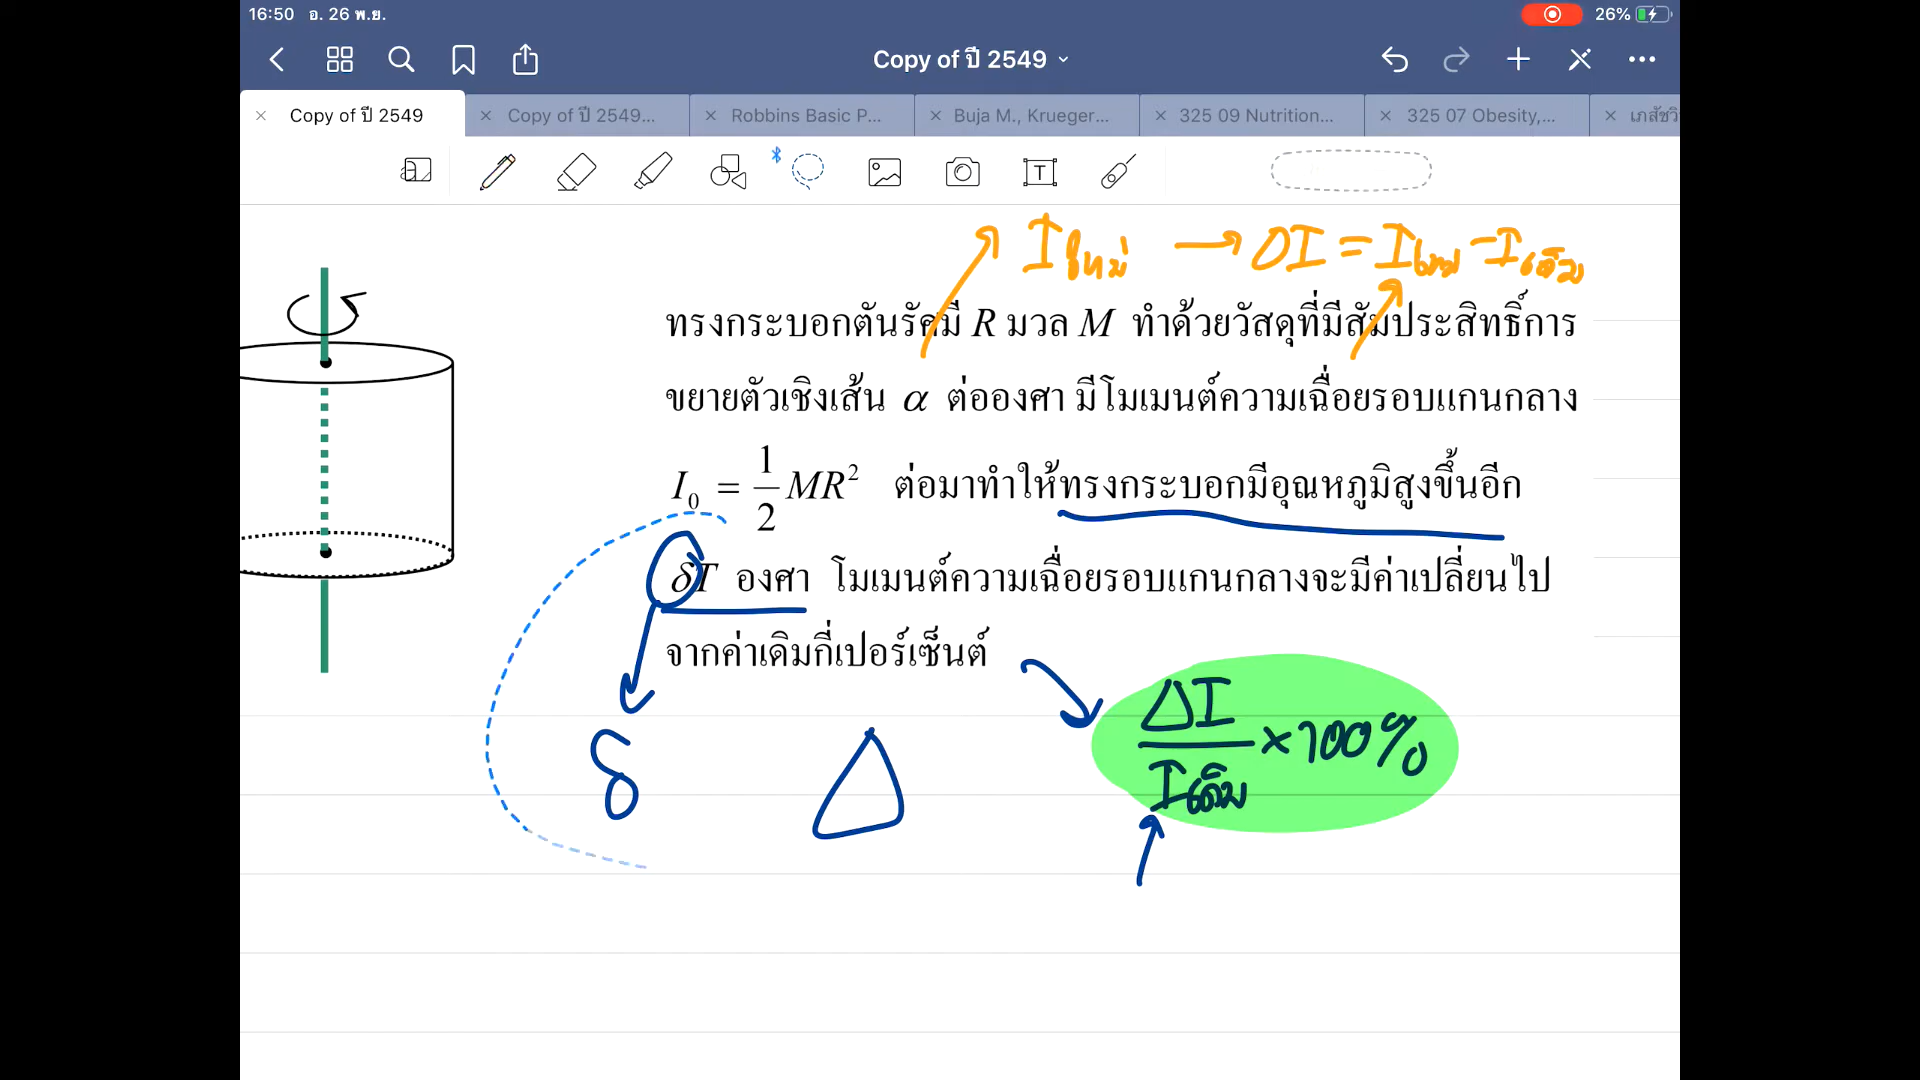 16:50 อ. 26 พ.ย.
26%
Copy of ปี 2549
Copy of ปี 2549
Copy of ปี 2549...
Robbins Basic P...
Buja M., Krueger...
325 09 Nutrition...
325 07 Obesity,...
เภสัชวิ
T
I ใหม่ → ΔI = I ใหม่ - I เดิม
ทรงกระบอกตันรัศมี R มวล M ทำด้วยวัสดุที่มีสัมประสิทธิ์การ
ขยายตัวเชิงเส้น α ต่อองศา มีโมเมนต์ความเฉื่อยรอบแกนกลาง
I₀ = 1/2 MR² ต่อมาทำให้ทรงกระบอกมีอุณหภูมิสูงขึ้นอีก
δT องศา โมเมนต์ความเฉื่อยรอบแกนกลางจะมีค่าเปลี่ยนไป
จากค่าเดิมกี่เปอร์เซ็นต์
δ Δ ΔI/I เดิม × 100%